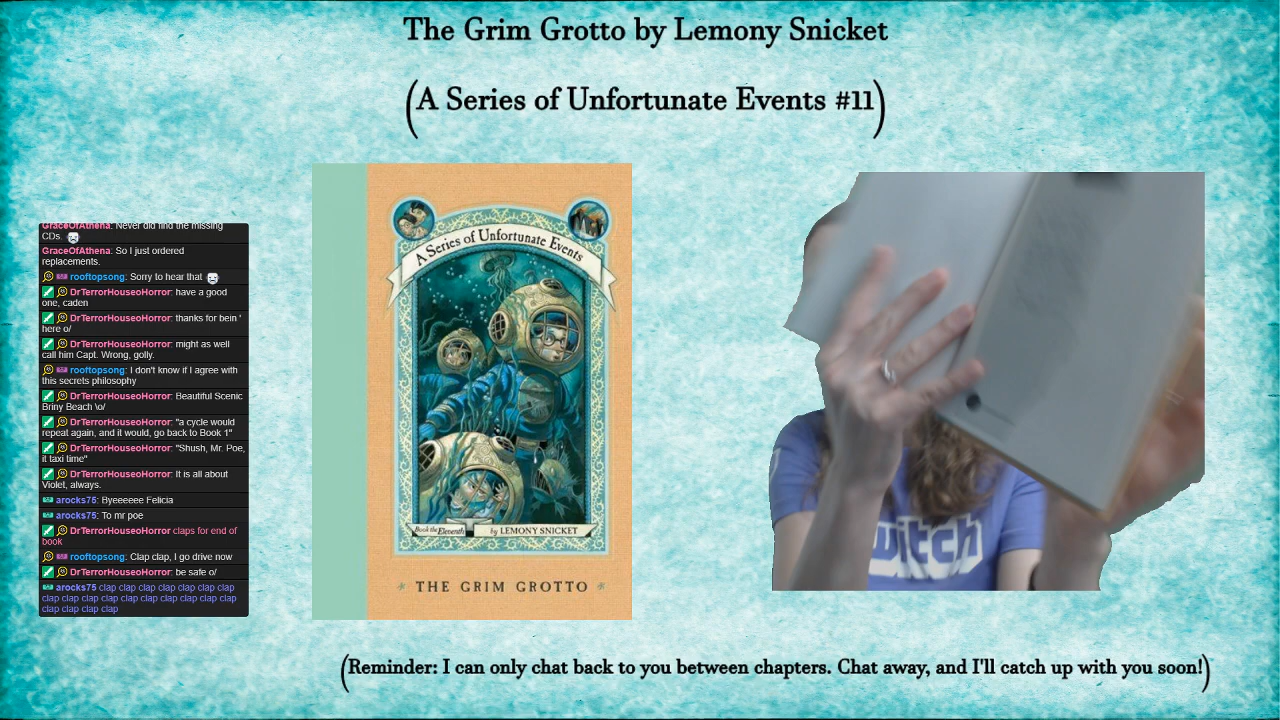 The Grim Grotto by Lemony Snicket
(A Series of Unfortunate Events #11)
GraceOfAthena: Never did find the missing
CDs.
GraceOfAthena: So I just ordered
replacements.
rooftopsong: Sorry to hear that
DrTerrorHouseoHorror: have a good
one, caden
DrTerrorHouseoHorror: thanks for bein '
here o/
DrTerrorHouseoHorror: might as well
call him Capt. Wrong, golly.
rooftopsong: I don't know if I agree with
this secrets philosophy
DrTerrorHouseoHorror: Beautiful Scenic
Briny Beach \o/
DrTerrorHouseoHorror: "a cycle would
repeat again, and it would, go back to Book 1"
DrTerrorHouseoHorror: "Shush, Mr. Poe,
it taxi time"
DrTerrorHouseoHorror: It is all about
Violet, always.
arocks75: Byeeeeee Felicia
arocks75: To mr poe
DrTerrorHouseoHorror claps for end of
book
rooftopsong: Clap clap, I go drive now
DrTerrorHouseoHorror: be safe o/
arocks75 clap clap clap clap clap clap clap
clap clap clap clap clap clap clap clap clap
clap clap clap clap
A Series of Unfortunate Events
Book the Eleventh
by LEMONY SNICKET
* THE GRIM GROTTO *
twitch
(Reminder: I can only chat back to you between chapters. Chat away, and I'll catch up with you soon!)